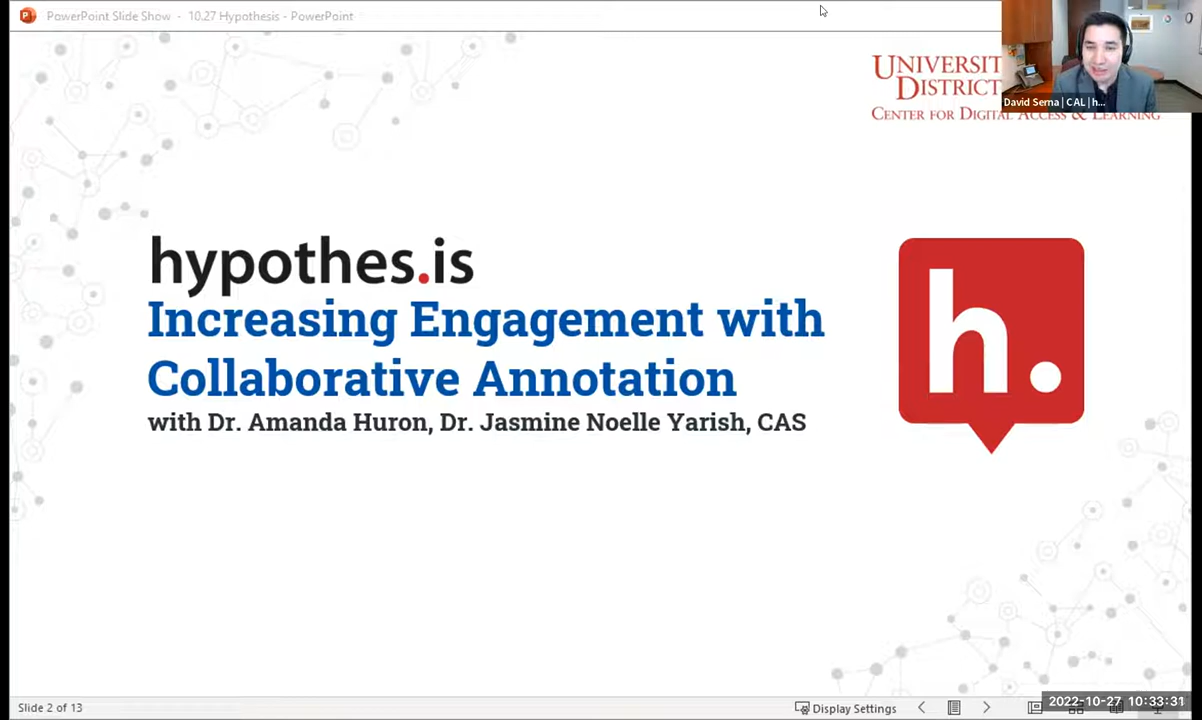 PowerPoint Slide Show - 10.27 Hypothesis - PowerPoint
UNIVERSIT
DISTRICT
CENTER FOR DIGITAL ACCESS & LEARNING
David Serna | CAL | h...
hypothes.is
Increasing Engagement with
Collaborative Annotation
with Dr. Amanda Huron, Dr. Jasmine Noelle Yarish, CAS
h.
Slide 2 of 13
Display Settings
2022-10-27 10:33:31